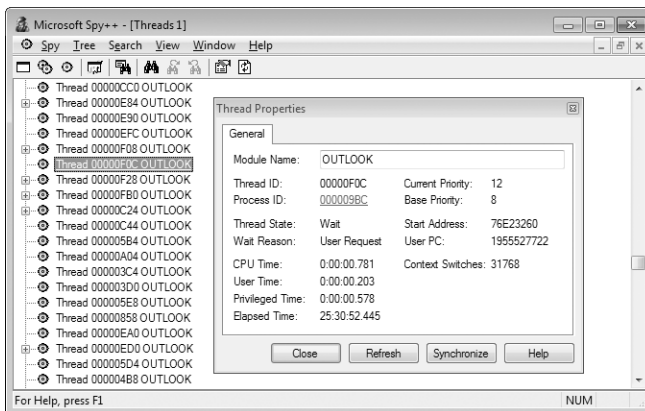 Microsoft Spy++ - [Threads 1]
Spy Tree Search View Window Help
Thread 00000CC0 OUTLOOK
Thread 00000E84 OUTLOOK
Thread 00000E90 OUTLOOK
Thread 00000EFC OUTLOOK
Thread 00000F08 OUTLOOK
Thread 00000F0C OUTLOOK
Thread 00000F28 OUTLOOK
Thread 00000FB0 OUTLOOK
Thread 00000C24 OUTLOOK
Thread 00000C44 OUTLOOK
Thread 000005B4 OUTLOOK
Thread 00000A04 OUTLOOK
Thread 000003C4 OUTLOOK
Thread 000003D0 OUTLOOK
Thread 000005E8 OUTLOOK
Thread 00000858 OUTLOOK
Thread 00000EA0 OUTLOOK
Thread 00000ED0 OUTLOOK
Thread 000005D4 OUTLOOK
Thread 000004B8 OUTLOOK
Thread Properties
General
Module Name: OUTLOOK
Thread ID: 00000F0C Current Priority: 12
Process ID: 000009BC Base Priority: 8
Thread State: Wait Start Address: 76E23260
Wait Reason: User Request User PC: 1955527722
CPU Time: 0:00:00.781 Context Switches: 31768
User Time: 0:00:00.203
Privileged Time: 0:00:00.578
Elapsed Time: 25:30:52.445
Close Refresh Synchronize Help
For Help, press F1 NUM